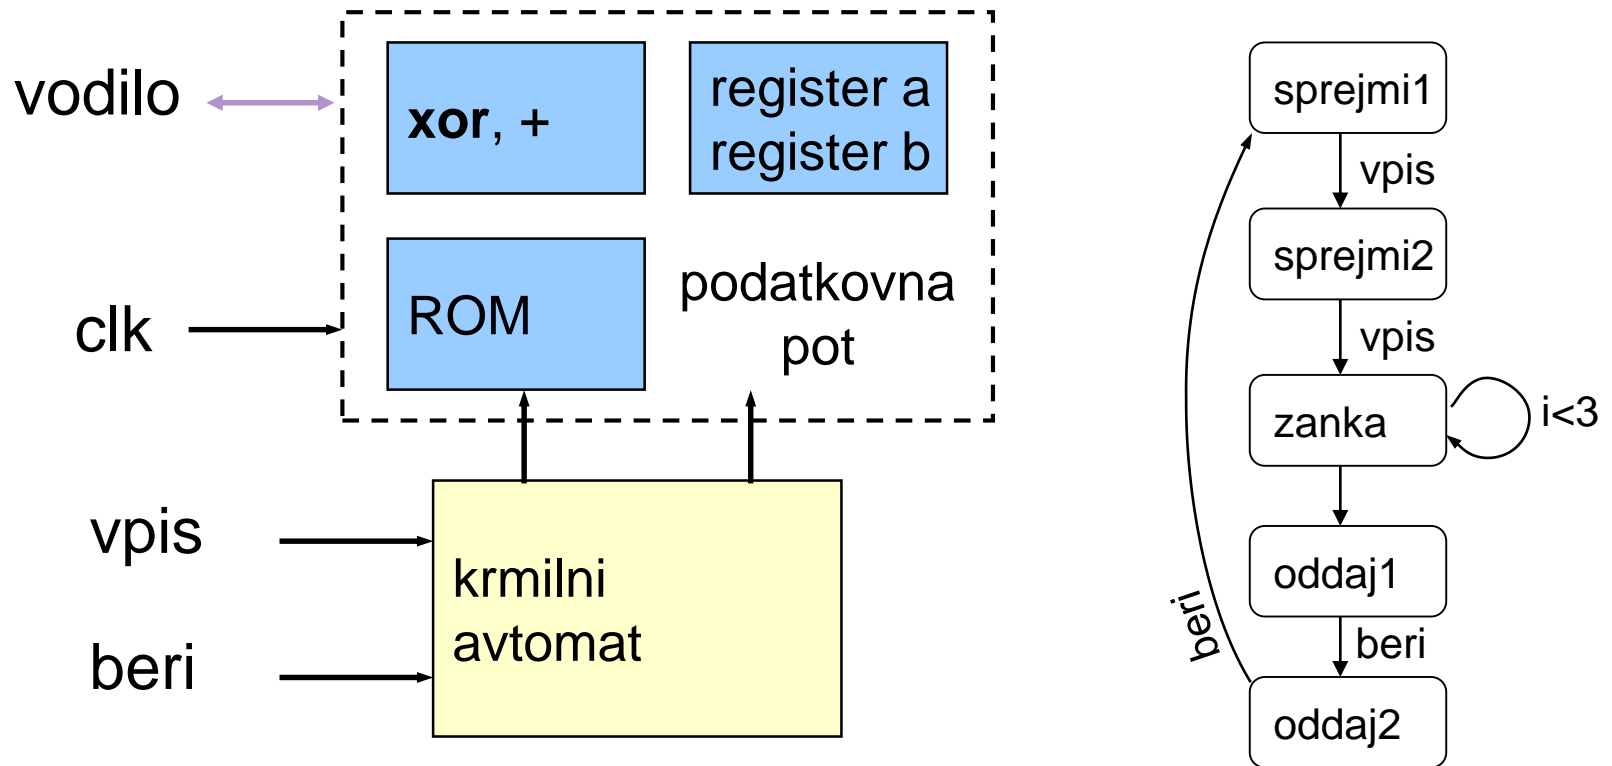 vodilo
xor, +
register a
register b
clk
ROM
podatkovna
pot
vpis
beri
krmilni
avtomat
sprejmi1
vpis
sprejmi2
vpis
zanka
i<3
oddaj1
beri
beri
oddaj2